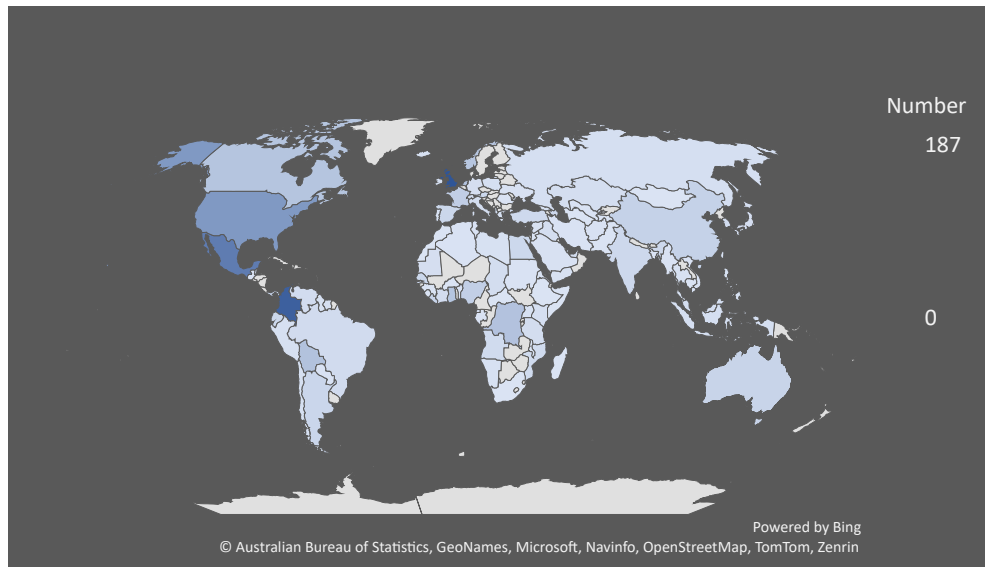 Number
187
0
Powered by Bing
© Australian Bureau of Statistics, GeoNames, Microsoft, Navinfo, OpenStreetMap, TomTom, Zenrin